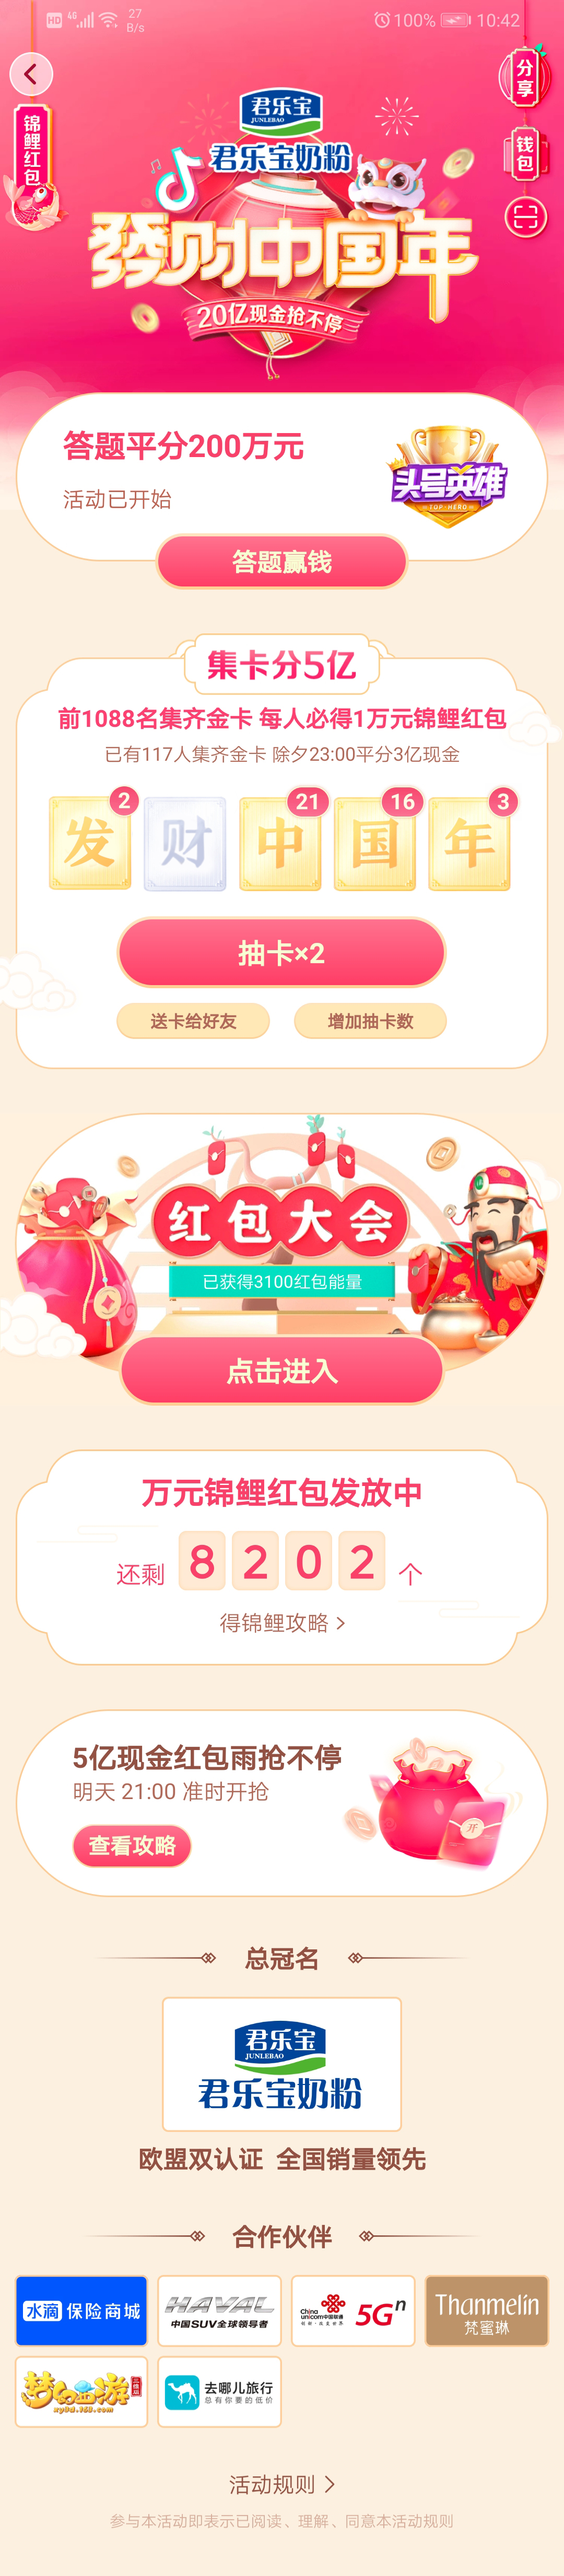 HD 4G 27 B/s 100% 10:42
分享
锦鲤红包
钱包
君乐宝
JUNLEBAO
君乐宝奶粉
發财中国年
20亿现金抢不停
答题平分200万元
活动已开始
头号英雄
TOP HERO
答题赢钱
集卡分5亿
前1088名集齐金卡 每人必得1万元锦鲤红包
已有117人集齐金卡 除夕23:00平分3亿现金
2 21 16 3
发 财 中 国 年
抽卡×2
送卡给好友 增加抽卡数
红包大会
已获得3100红包能量
点击进入
万元锦鲤红包发放中
还剩 8 2 0 2 个
得锦鲤攻略 >
5亿现金红包雨抢不停
明天 21:00 准时开抢
查看攻略
开
总冠名
君乐宝
JUNLEBAO
君乐宝奶粉
欧盟双认证 全国销量领先
合作伙伴
水滴 保险商城
HAVAL
中国SUV全球领导者
China unicom中国联通
创新·改变世界
5Gⁿ
Thanmelin
梵蜜琳
梦幻西游
三维版
xy3d.163.com
去哪儿旅行
总有你要的低价
活动规则 >
参与本活动即表示已阅读、理解、同意本活动规则